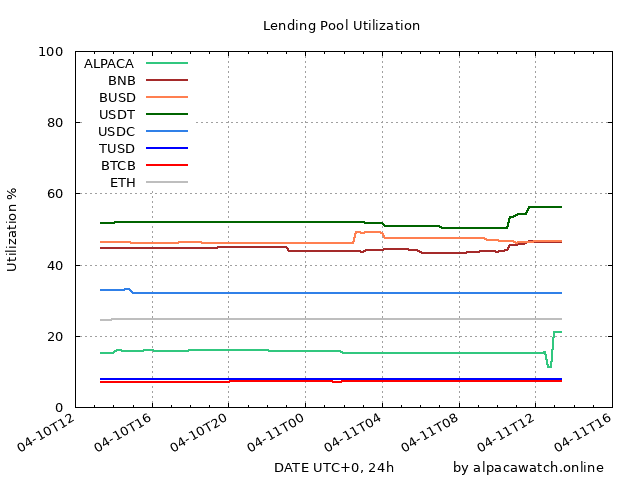 Lending Pool Utilization
Utilization %
100
80
60
40
20
0
ALPACA
BNB
BUSD
USDT
USDC
TUSD
BTCB
ETH
04-10T12
04-10T16
04-10T20
04-11T00
04-11T04
04-11T08
04-11T12
04-11T16
DATE UTC+0, 24h
by alpacawatch.online